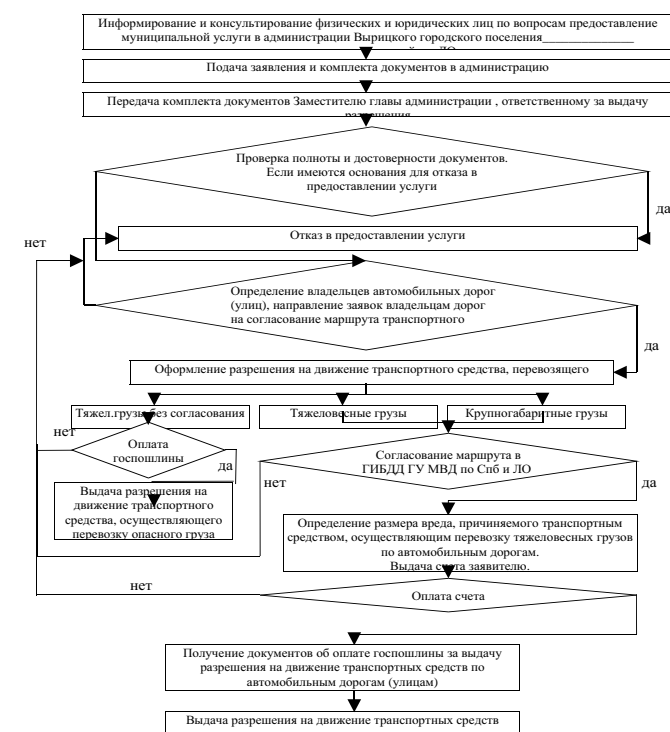 Информирование и консультирование физических и юридических лиц по вопросам предоставление
муниципальной услуги в администрации Вырицкого городского поселения_______________
Подача заявления и комплекта документов в администрацию
Передача комплекта документов Заместителю главы администрации , ответственному за выдачу
разрешения
Проверка полноты и достоверности документов.
Если имеются основания для отказа в
предоставлении услуги
да
Отказ в предоставлении услуги
нет
Определение владельцев автомобильных дорог
(улиц), направление заявок владельцам дорог
на согласование маршрута транспортного
да
Оформление разрешения на движение транспортного средства, перевозящего
Тяжел.грузы без согласования
Тяжеловесные грузы
Крупногабаритные грузы
нет
Оплата
госпошлины
да
Согласование маршрута в
ГИБДД ГУ МВД по Спб и ЛО
нет
да
Выдача разрешения на
движение транспортного
средства, осуществляющего
перевозку опасного груза
Определение размера вреда, причиняемого транспортным
средством, осуществляющим перевозку тяжеловесных грузов
по автомобильным дорогам.
Выдача счета заявителю.
нет
Оплата счета
Получение документов об оплате госпошлины за выдачу
разрешения на движение транспортных средств по
автомобильным дорогам (улицам)
Выдача разрешения на движение транспортных средств